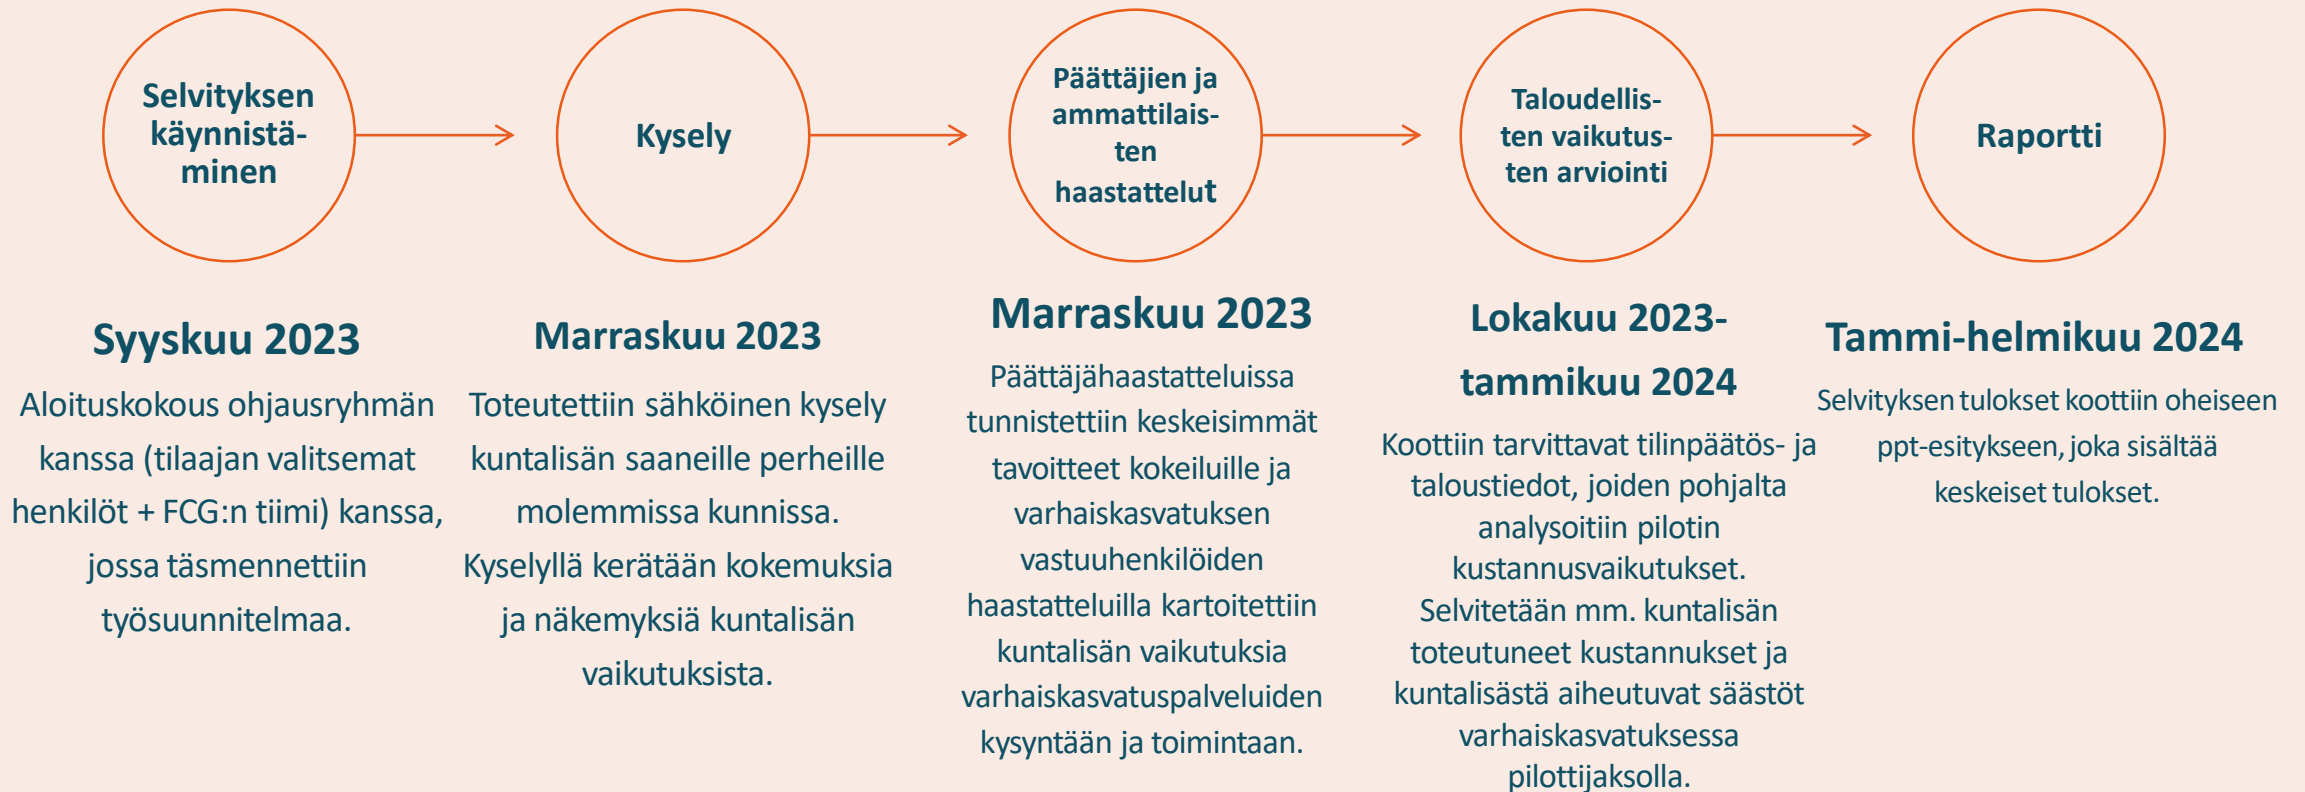 Selvityksen
käynnistä-
minen
Kysely
Päättäjien ja
ammattilais-
ten
haastattelut
Taloudellis-
ten vaikutus-
ten arviointi
Raportti
Syyskuu 2023
Aloituskokous ohjausryhmän
kanssa (tilaajan valitsemat
henkilöt + FCG:n tiimi) kanssa,
jossa täsmennettiin
työsuunnitelmaa.
Marraskuu 2023
Toteutettiin sähköinen kysely
kuntalisän saaneille perheille
molemmissa kunnissa.
Kyselyllä kerätään kokemuksia
ja näkemyksiä kuntalisän
vaikutuksista.
Marraskuu 2023
Päättäjähaastatteluissa
tunnistettiin keskeisimmät
tavoitteet kokeiluille ja
varhaiskasvatuksen
vastuuhenkilöiden
haastatteluilla kartoitettiin
kuntalisän vaikutuksia
varhaiskasvatuspalveluiden
kysyntään ja toimintaan.
Lokakuu 2023-
tammikuu 2024
Koottiin tarvittavat tilinpäätös- ja
taloustiedot, joiden pohjalta
analysoitiin pilotin
kustannusvaikutukset.
Selvitetään mm. kuntalisän
toteutuneet kustannukset ja
kuntalisästä aiheutuvat säästöt
varhaiskasvatuksessa
pilottijaksolla.
Tammi-helmikuu 2024
Selvityksen tulokset koottiin oheiseen
ppt-esitykseen, joka sisältää
keskeiset tulokset.